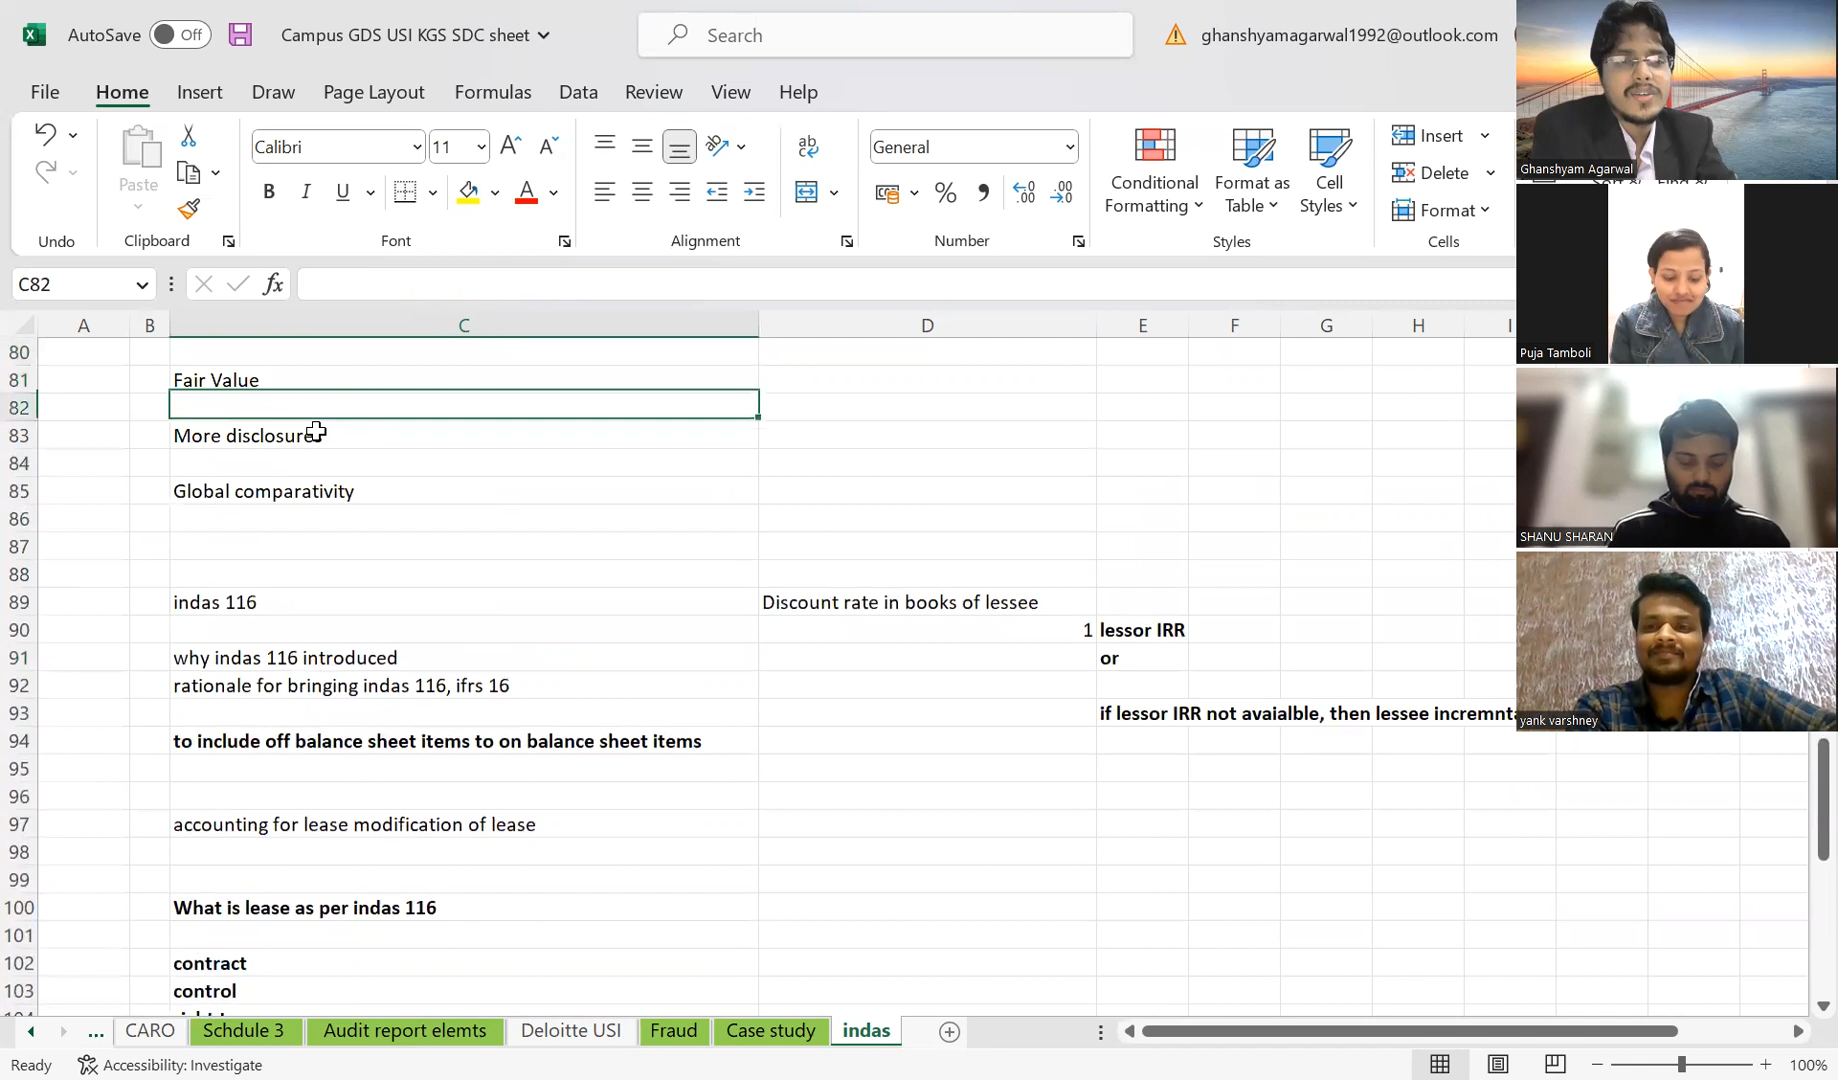 AutoSave Off Campus GDS USI KGS SDC sheet Search ghanshyamagarwal1992@outlook.com
File Home Insert Draw Page Layout Formulas Data Review View Help
Paste
Calibri 11
B I U
ab
General
% , .00
Conditional Formatting
Format as Table
Cell Styles
Insert
Delete
Format
Undo Clipboard Font Alignment Number Styles Cells
C82 fx
A B C D E F G H I
80
81 Fair Value
82
83 More disclosure
84
85 Global comparativity
86
87
88
89 indas 116 Discount rate in books of lessee
90 1 lessor IRR
91 why indas 116 introduced or
92 rationale for bringing indas 116, ifrs 16
93 if lessor IRR not avaialble, then lessee incremnt
94 to include off balance sheet items to on balance sheet items
95
96
97 accounting for lease modification of lease
98
99
100 What is lease as per indas 116
101
102 contract
103 control
... CARO Schdule 3 Audit report elemts Deloitte USI Fraud Case study indas
Ready Accessibility: Investigate 100%
Ghanshyam Agarwal
Puja Tamboli
SHANU SHARAN
yank varshney